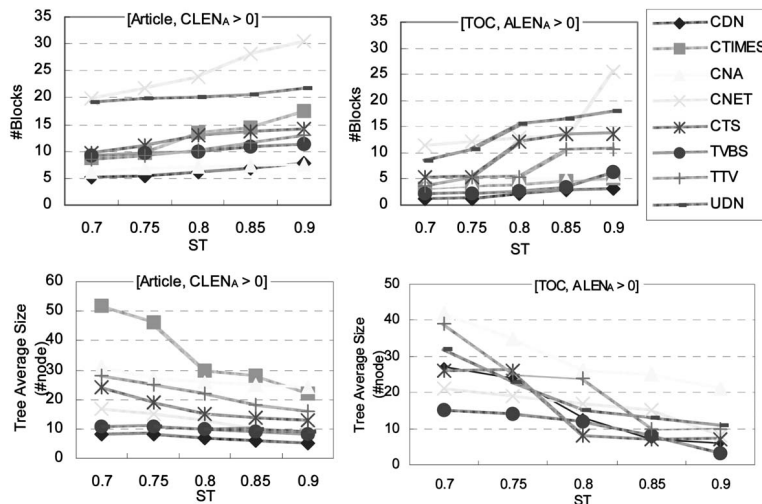 [Article, CLENA > 0]
#Blocks
35
30
25
20
15
10
5
0
0.7 0.75 0.8 0.85 0.9
ST
[TOC, ALENA > 0]
#Blocks
35
30
25
20
15
10
5
0
0.7 0.75 0.8 0.85 0.9
ST
CDN
CTIMES
CNA
CNET
CTS
TVBS
TTV
UDN
[Article, CLENA > 0]
Tree Average Size
(#node)
60
50
40
30
20
10
0
0.7 0.75 0.8 0.85 0.9
ST
[TOC, ALENA > 0]
Tree Average Size
(#node)
50
40
30
20
10
0
0.7 0.75 0.8 0.85 0.9
ST